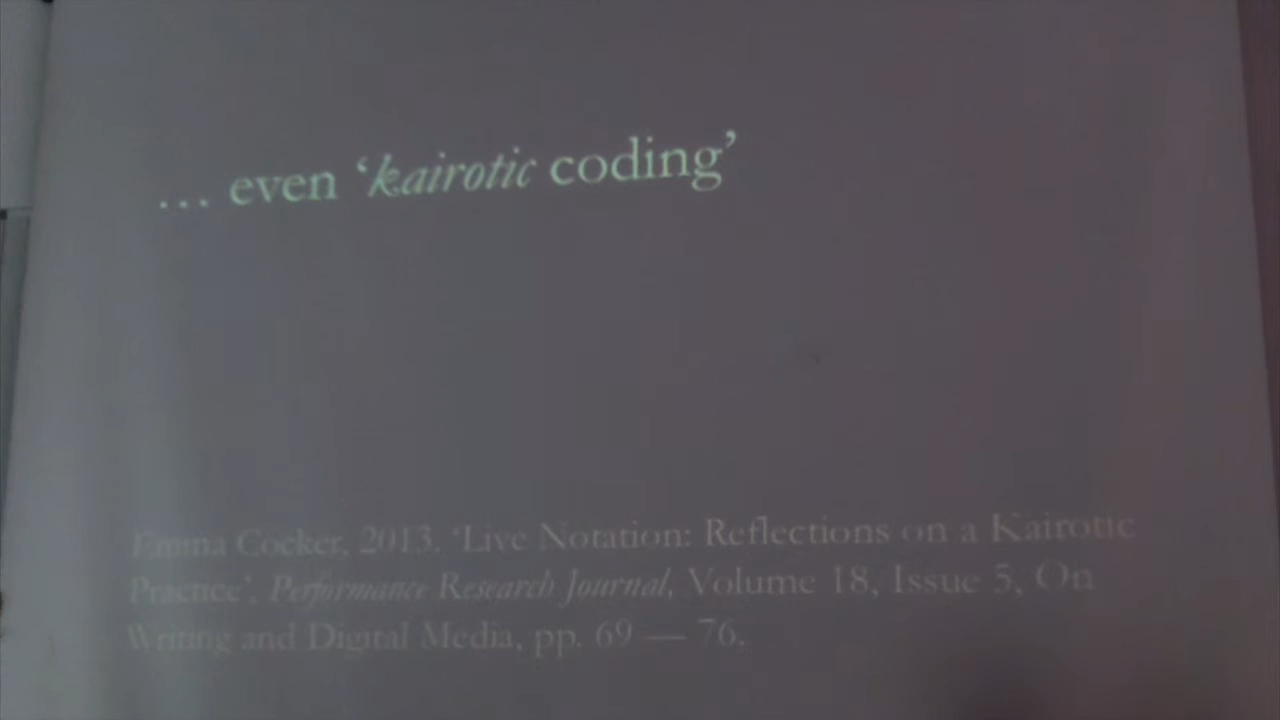 ... even ‘kairotic coding’
Emma Cocker, 2013. ‘Live Notation: Reflections on a Kairotic
Practice’, Performance Research Journal, Volume 18, Issue 5, On
Writing and Digital Media, pp. 69 — 76.